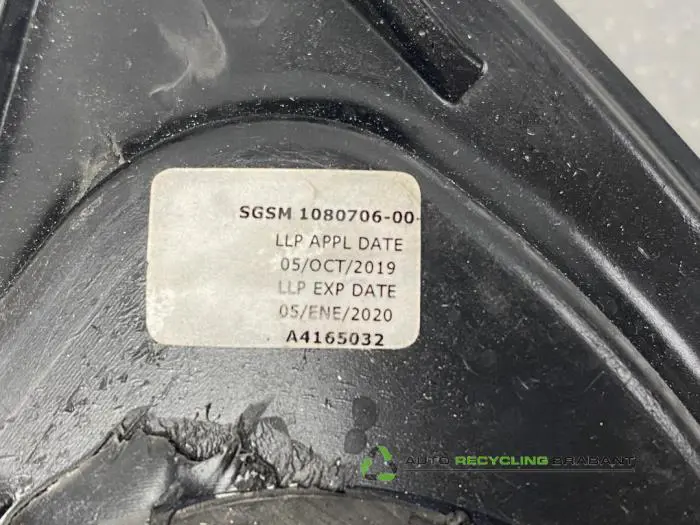 SGSM 1080706-00-
LLP APPL DATE
05/OCT/2019
LLP EXP DATE
05/ENE/2020
A4165032
AUTO RECYCLING BRABANT